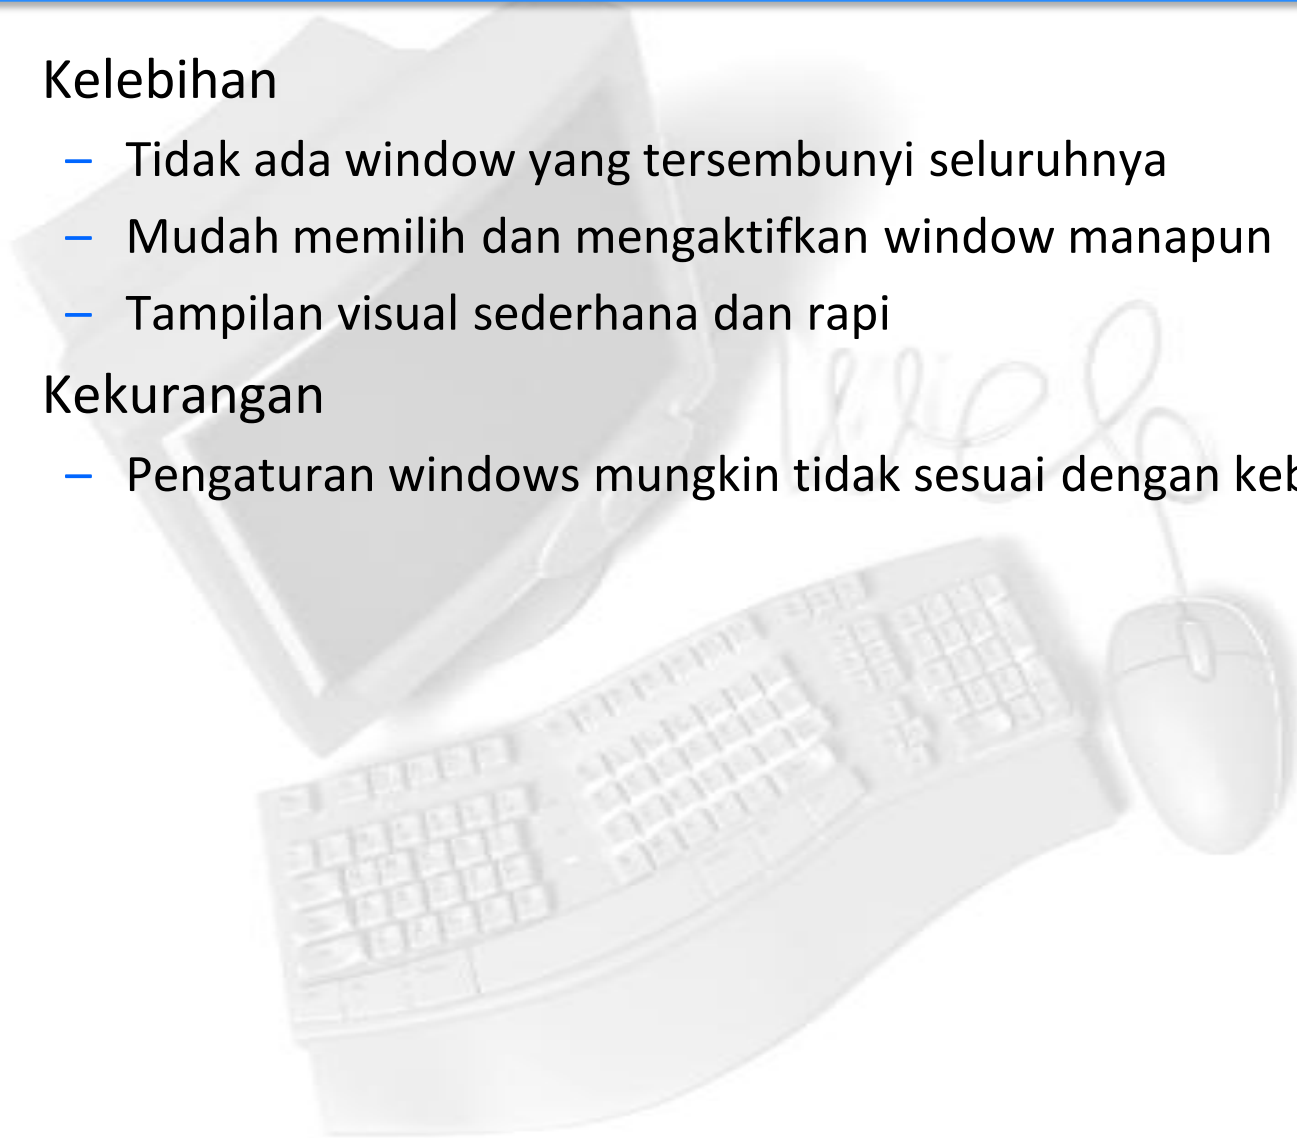 Kelebihan
– Tidak ada window yang tersembunyi seluruhnya
– Mudah memilih dan mengaktifkan window manapun
– Tampilan visual sederhana dan rapi
Kekurangan
– Pengaturan windows mungkin tidak sesuai dengan
web